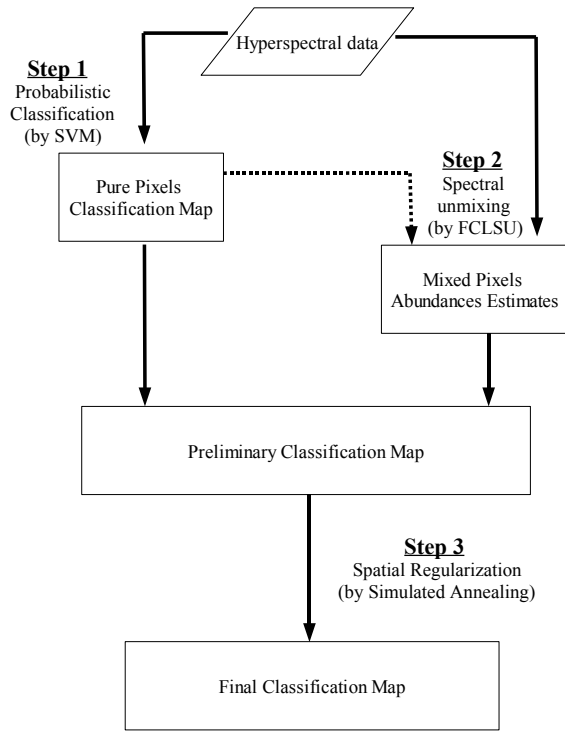 Hyperspectral data
Step 1
Probabilistic
Classification
(by SVM)
Pure Pixels
Classification Map
Step 2
Spectral
unmixing
(by FCLSU)
Mixed Pixels
Abundances Estimates
Preliminary Classification Map
Step 3
Spatial Regularization
(by Simulated Annealing)
Final Classification Map